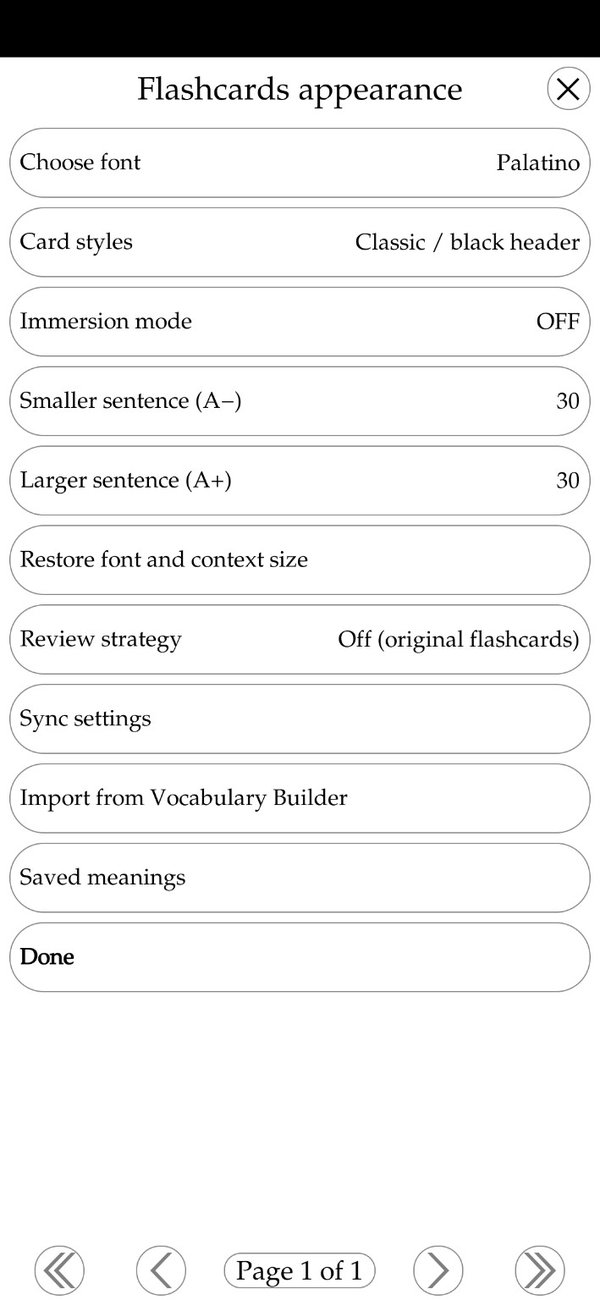 Flashcards appearance
Choose font Palatino
Card styles Classic / black header
Immersion mode OFF
Smaller sentence (A−) 30
Larger sentence (A+) 30
Restore font and context size
Review strategy Off (original flashcards)
Sync settings
Import from Vocabulary Builder
Saved meanings
Done
Page 1 of 1